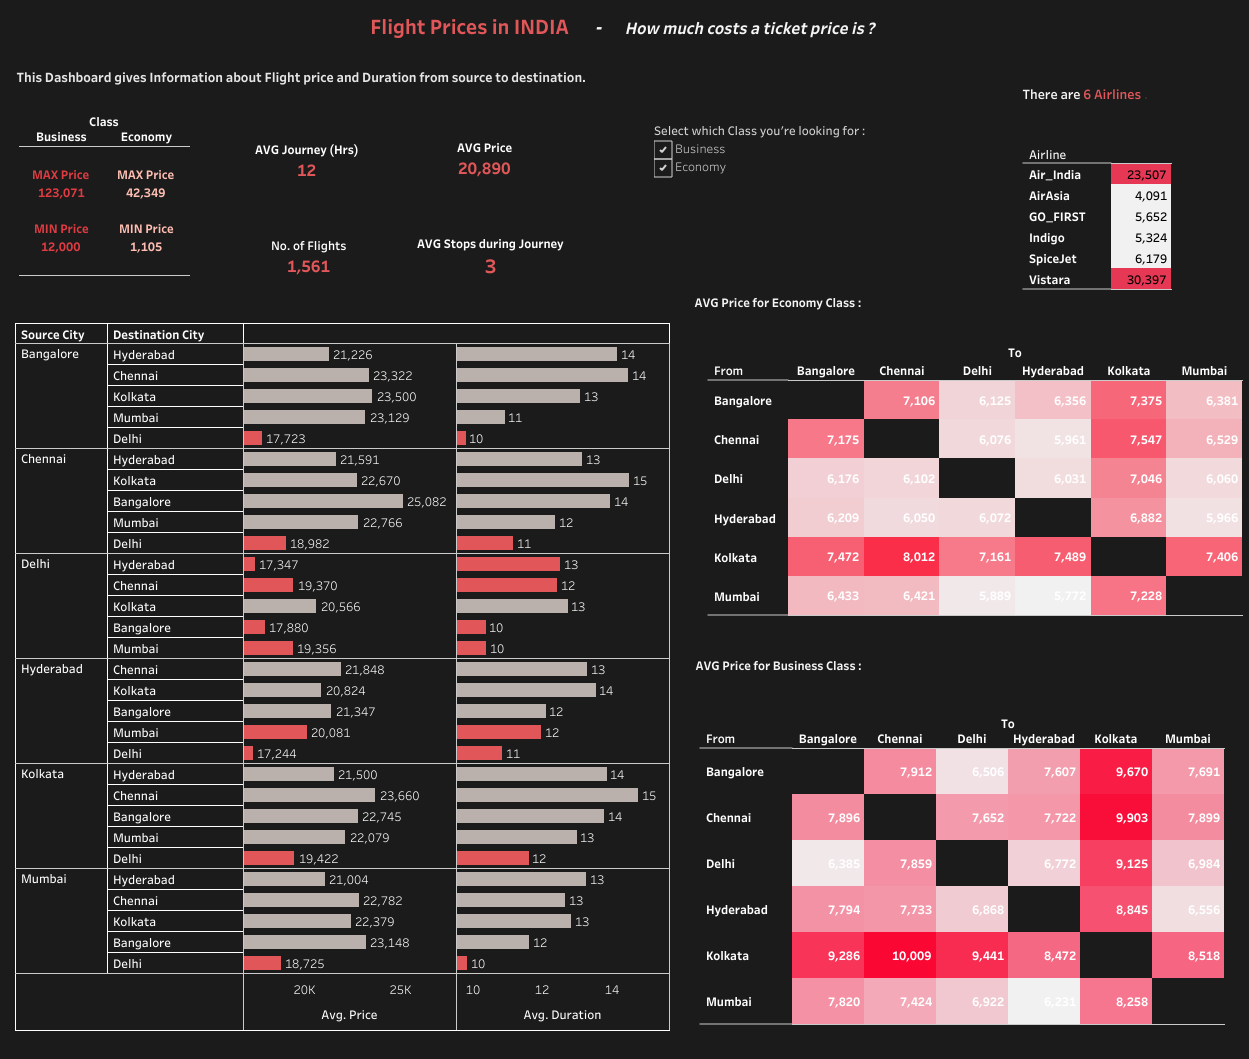 Flight Prices in INDIA - How much costs a ticket price is ?
This Dashboard gives Information about Flight price and Duration from source to destination.
There are 6 Airlines .
Class
Business Economy
MAX Price MAX Price
123,071 42,349
MIN Price MIN Price
12,000 1,105
AVG Journey (Hrs)
12
AVG Price
20,890
No. of Flights
1,561
AVG Stops during Journey
3
Select which Class you're looking for :
Business
Economy
Airline
Air_India 23,507
AirAsia 4,091
GO_FIRST 5,652
Indigo 5,324
SpiceJet 6,179
Vistara 30,397
Source City Destination City
Bangalore Hyderabad 21,226 14
Chennai 23,322 14
Kolkata 23,500 13
Mumbai 23,129 11
Delhi 17,723 10
Chennai Hyderabad 21,591 13
Kolkata 22,670 15
Bangalore 25,082 14
Mumbai 22,766 12
Delhi 18,982 11
Delhi Hyderabad 17,347 13
Chennai 19,370 12
Kolkata 20,566 13
Bangalore 17,880 10
Mumbai 19,356 10
Hyderabad Chennai 21,848 13
Kolkata 20,824 14
Bangalore 21,347 12
Mumbai 20,081 12
Delhi 17,244 11
Kolkata Hyderabad 21,500 14
Chennai 23,660 15
Bangalore 22,745 14
Mumbai 22,079 13
Delhi 19,422 12
Mumbai Hyderabad 21,004 13
Chennai 22,782 13
Kolkata 22,379 13
Bangalore 23,148 12
Delhi 18,725 10
20K 25K 10 12 14
Avg. Price Avg. Duration
AVG Price for Economy Class :
To
From Bangalore Chennai Delhi Hyderabad Kolkata Mumbai
Bangalore 7,106 6,125 6,356 7,375 6,381
Chennai 7,175 6,076 5,961 7,547 6,529
Delhi 6,176 6,102 6,031 7,046 6,060
Hyderabad 6,209 6,050 6,072 6,882 5,966
Kolkata 7,472 8,012 7,161 7,489 7,406
Mumbai 6,433 6,421 5,889 5,772 7,228
AVG Price for Business Class :
To
From Bangalore Chennai Delhi Hyderabad Kolkata Mumbai
Bangalore 7,912 6,506 7,607 9,670 7,691
Chennai 7,896 7,652 7,722 9,903 7,899
Delhi 6,385 7,859 6,772 9,125 6,984
Hyderabad 7,794 7,733 6,868 8,845 6,556
Kolkata 9,286 10,009 9,441 8,472 8,518
Mumbai 7,820 7,424 6,922 6,231 8,258